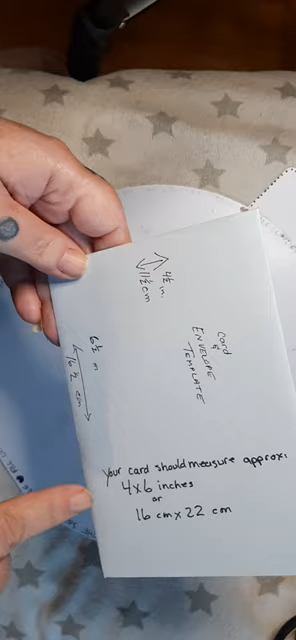 4½ in.
11½ cm
Card
&
ENVELOPE
TEMPLATE
6½ in
16½ cm
your card should measure approx:
4x6 inches
or
16 cm x 22 cm